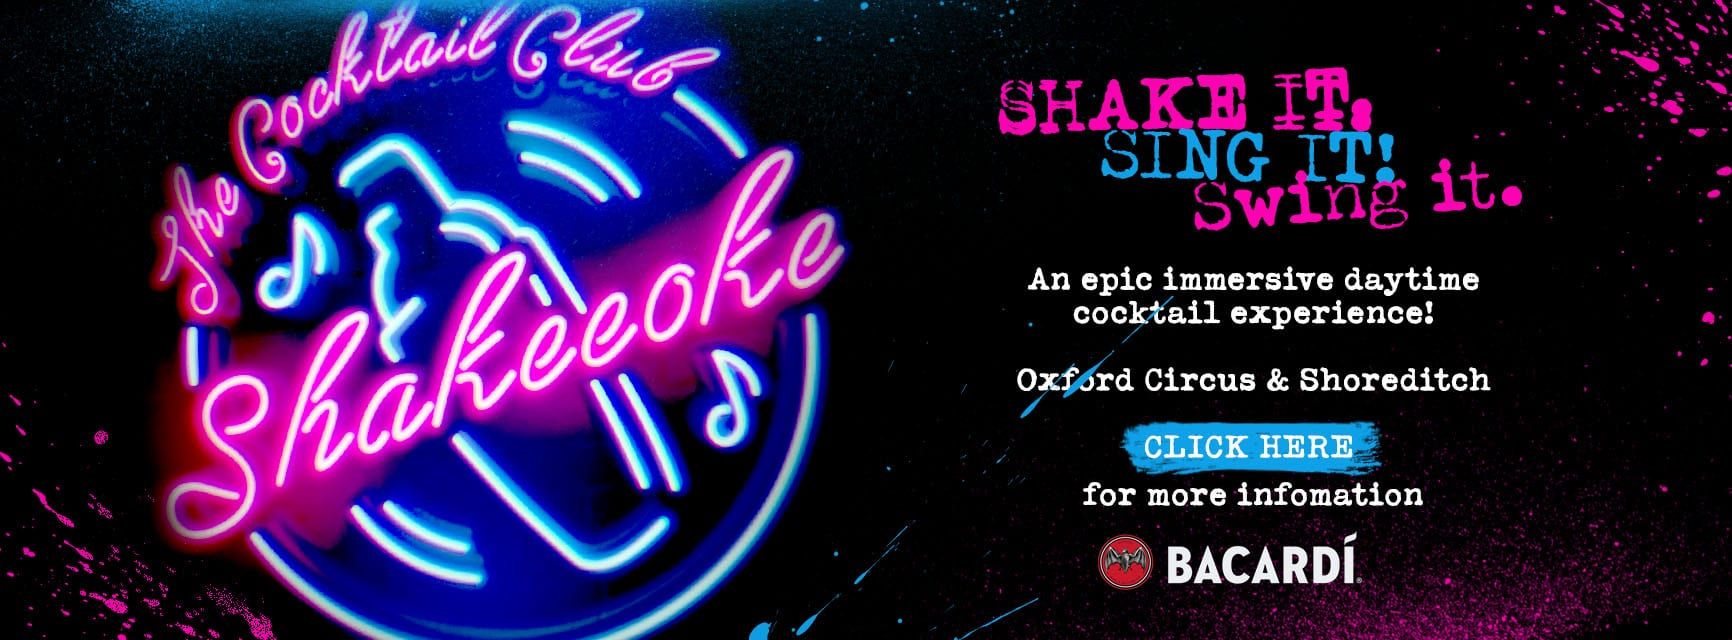 The Cocktail Club
Shakeeoke
SHAKE IT.
SING IT!
Swing it.
An epic immersive daytime
cocktail experience!
Oxford Circus & Shoreditch
CLICK HERE
for more infomation
BACARDÍ